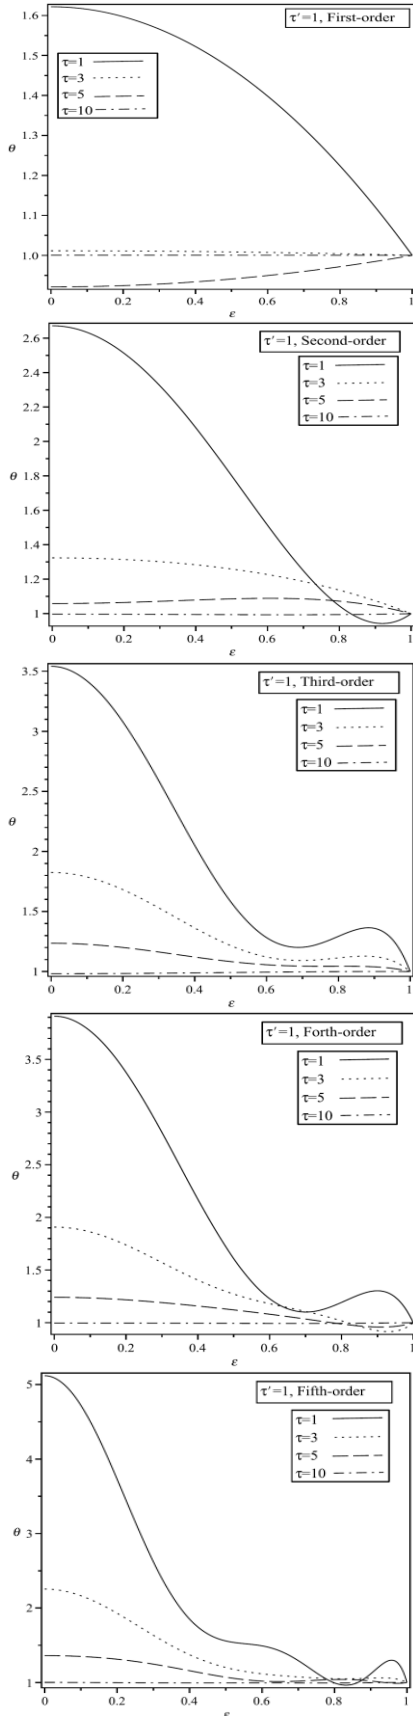 τ′=1, First-order
τ=1
τ=3
τ=5
τ=10
1.6
1.5
1.4
1.3
1.2
1.1
1.0
θ
0 0.2 0.4 0.6 0.8 1
ε
τ′=1, Second-order
τ=1
τ=3
τ=5
τ=10
2.6
2.4
2.2
2
1.8
1.6
1.4
1.2
1
θ
0 0.2 0.4 0.6 0.8 1
ε
τ′=1, Third-order
τ=1
τ=3
τ=5
τ=10
3.5
3
2.5
2
1.5
1
θ
0 0.2 0.4 0.6 0.8 1
ε
τ′=1, Forth-order
τ=1
τ=3
τ=5
τ=10
3.5
3
2.5
2
1.5
1
θ
0 0.2 0.4 0.6 0.8 1
ε
τ′=1, Fifth-order
τ=1
τ=3
τ=5
τ=10
5
4
θ 3
2
1
0 0.2 0.4 0.6 0.8 1
ε